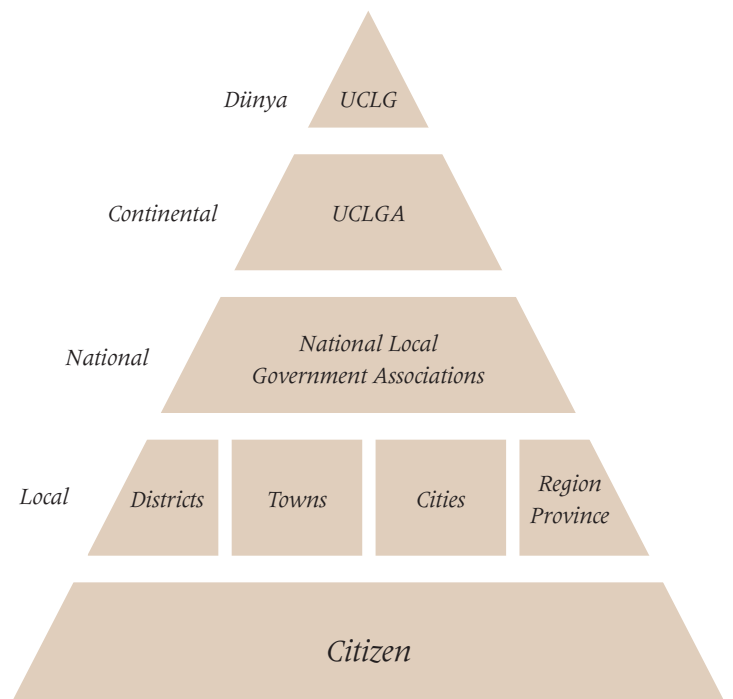 Dünya
UCLG
Continental
UCLGA
National
National Local
Government Associations
Local
Districts
Towns
Cities
Region
Province
Citizen